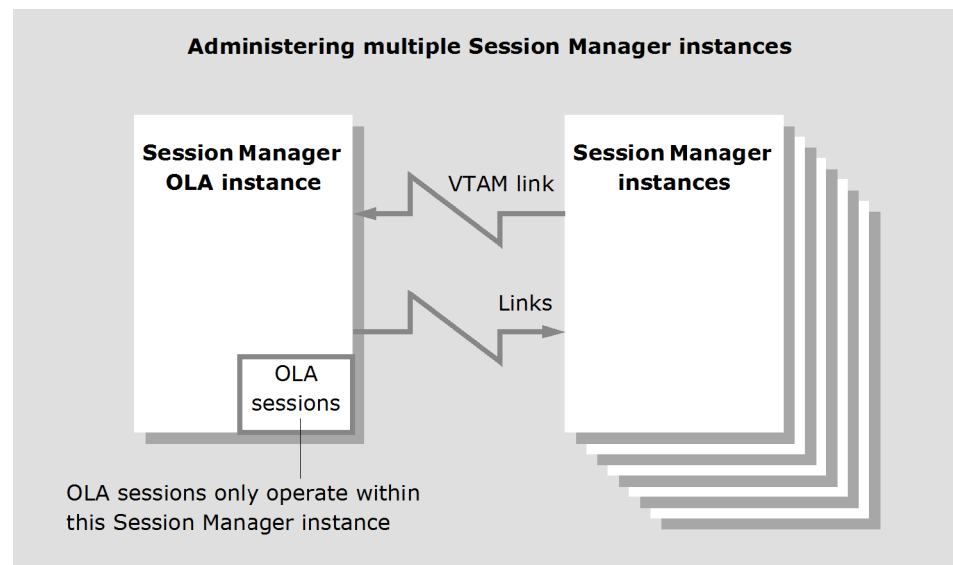 Administering multiple Session Manager instances
Session Manager
OLA instance
VTAM link
Session Manager
instances
Links
OLA
sessions
OLA sessions only operate within
this Session Manager instance